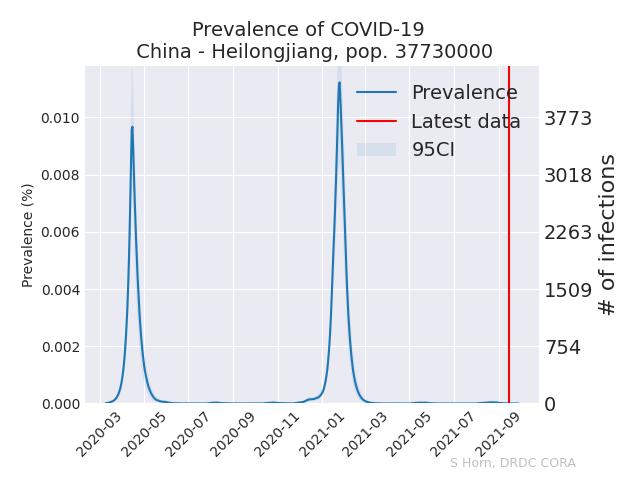 Prevalence of COVID-19
China - Heilongjiang, pop. 37730000
Prevalence
Latest data
95CI
Prevalence (%)
0.010
0.008
0.006
0.004
0.002
0.000
3773
3018
2263
1509
754
0
# of infections
2020-03
2020-05
2020-07
2020-09
2020-11
2021-01
2021-03
2021-05
2021-07
2021-09
S Horn, DRDC CORA